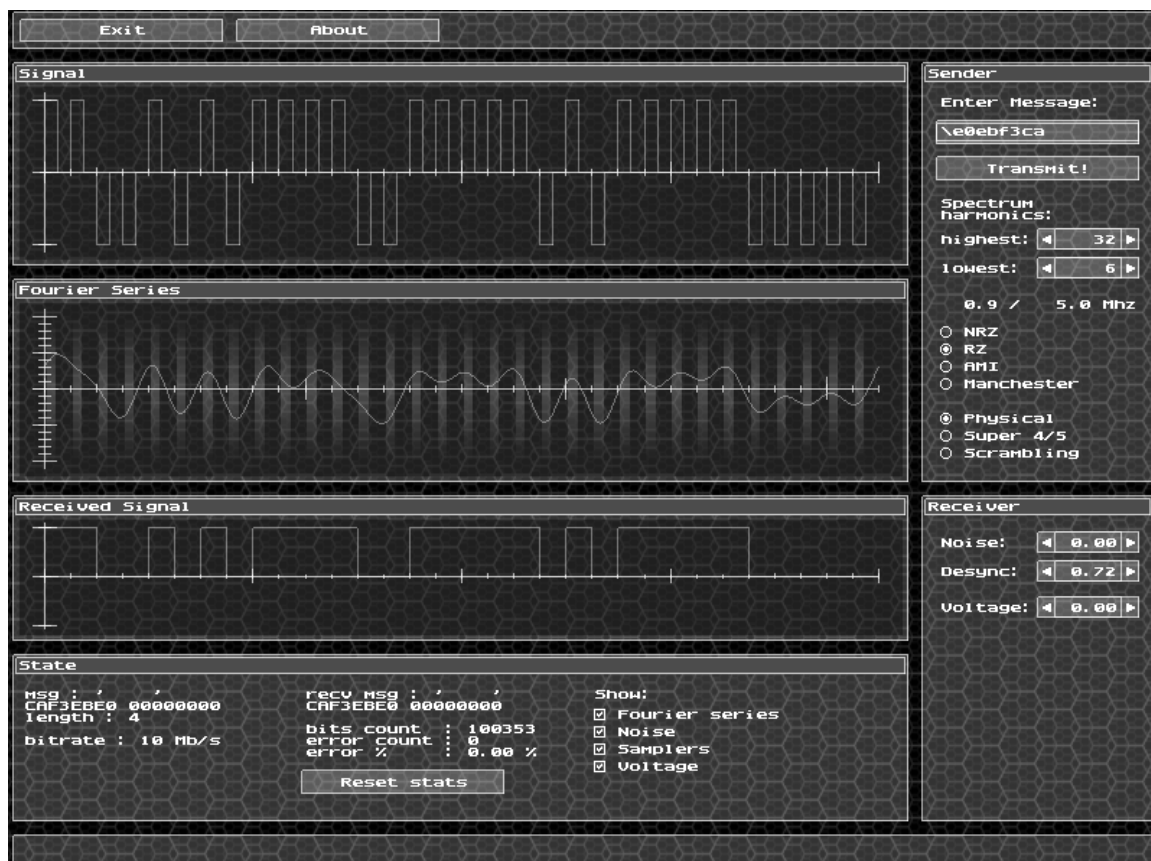 Exit
About
Signal
Fourier Series
Received Signal
State
msg : '      '
CAF3EBE0 00000000
length : 4
bitrate : 10 Mb/s
recv msg : '      '
CAF3EBE0 00000000
bits count : 100353
error count : 0
error % : 0.00 %
Reset stats
Show:
Fourier series
Noise
Samplers
Voltage
Sender
Enter Message:
\e0ebf3ca
Transmit!
Spectrum
harmonics:
highest: 32
lowest: 6
0.9 / 5.0 Mhz
NRZ
RZ
AMI
Manchester
Physical
Super 4/5
Scrambling
Receiver
Noise: 0.00
Desync: 0.72
Voltage: 0.00